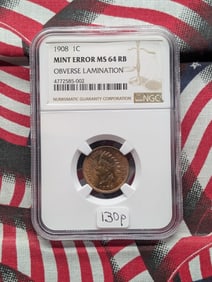 1908 1C
MINT ERROR MS 64 RB
OBVERSE LAMINATION
4772585-002
NUMISMATIC GUARANTY CORPORATION
NGC
130p